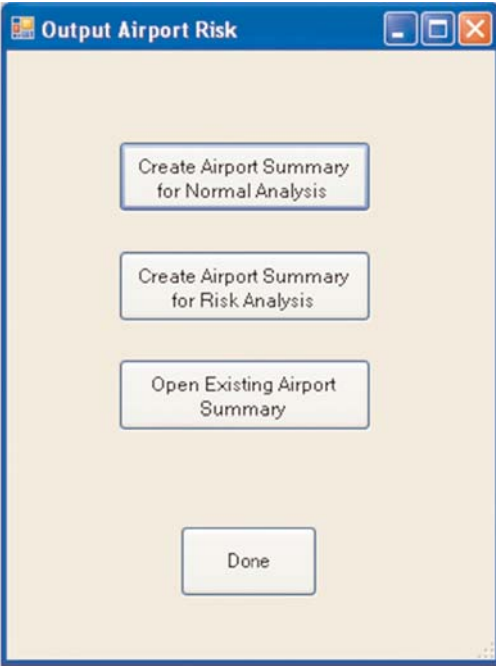 Output Airport Risk
Create Airport Summary
for Normal Analysis
Create Airport Summary
for Risk Analysis
Open Existing Airport
Summary
Done